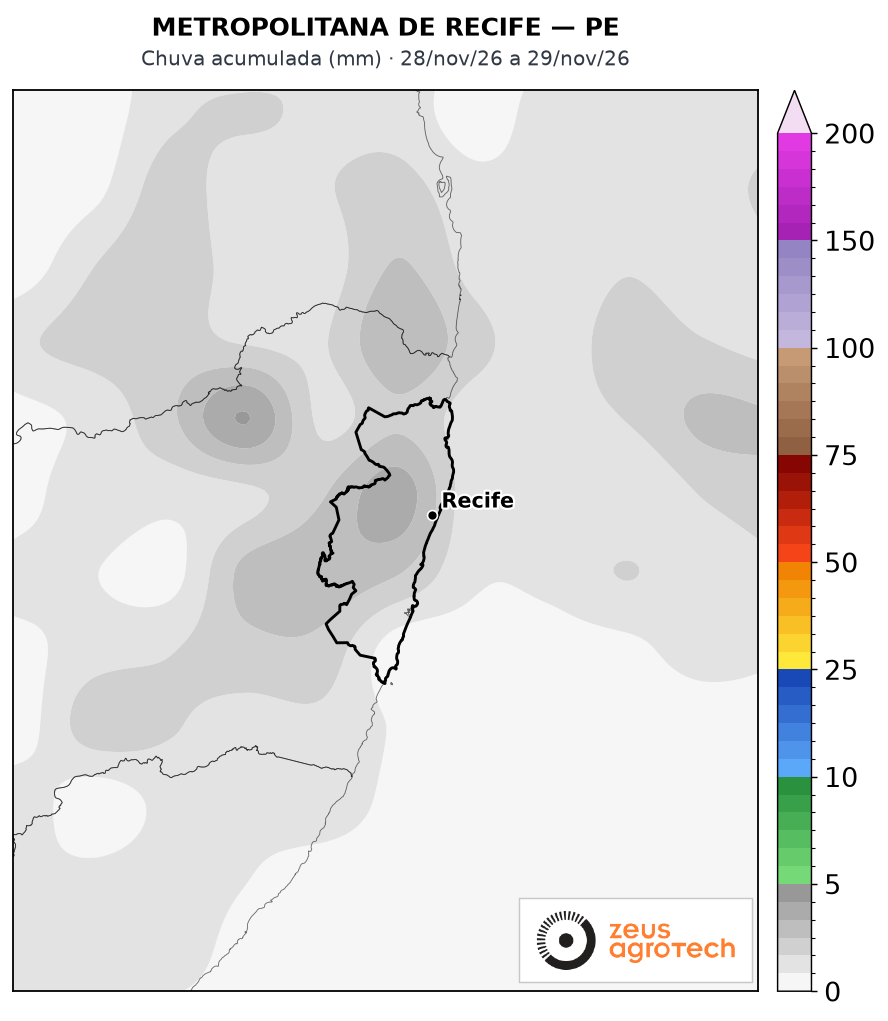 METROPOLITANA DE RECIFE — PE
Chuva acumulada (mm) · 28/nov/26 a 29/nov/26
200
150
100
75
50
25
10
5
0
Recife
zeus
agrotech